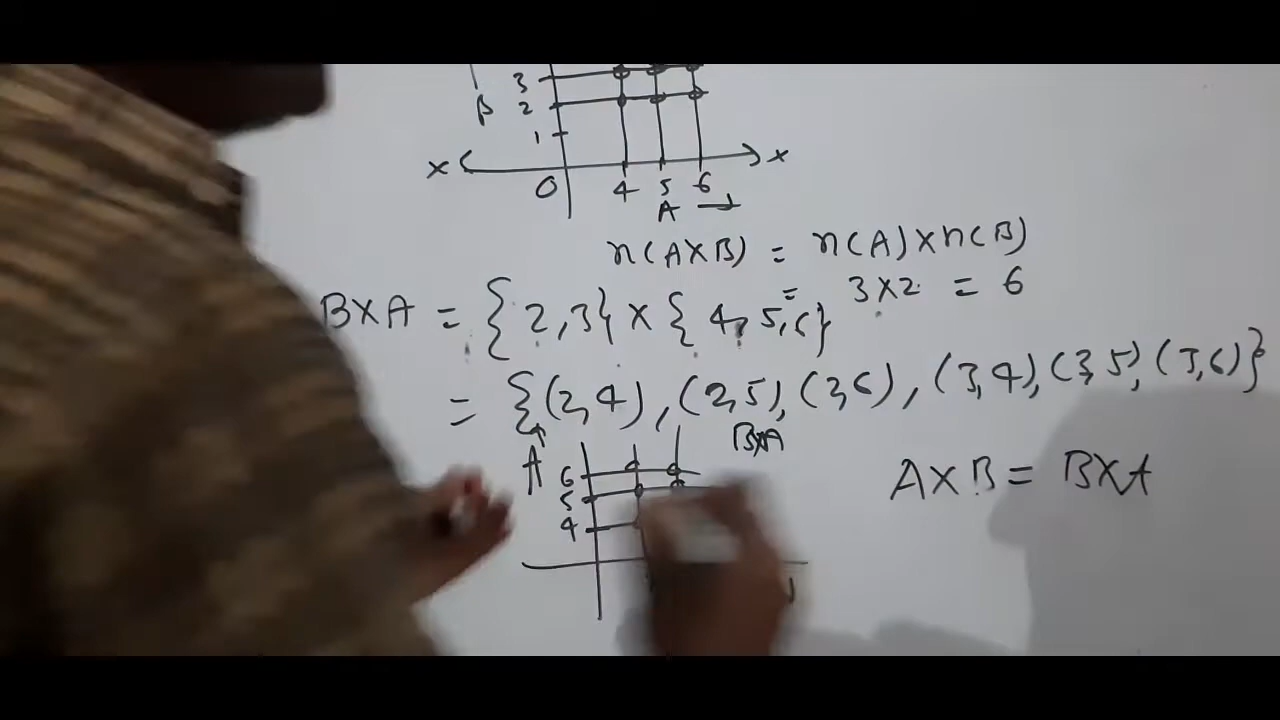 3
B 2
1
X X
0 4 5 6
A
n(A×B) = n(A)×n(B)
= 3×2 = 6
B×A = {2,3} × {4,5,6}
= {(2,4), (2,5), (2,6), (3,4), (3,5), (3,6)}
B×A
A 6
5
4
A×B = B×A